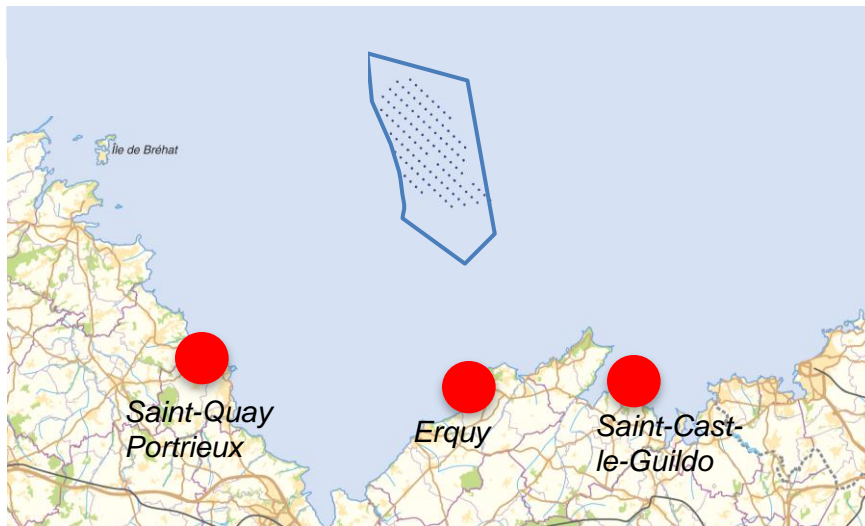 Île de Bréhat
Saint-Quay
Portrieux
Erquy
Saint-Cast-
le-Guildo